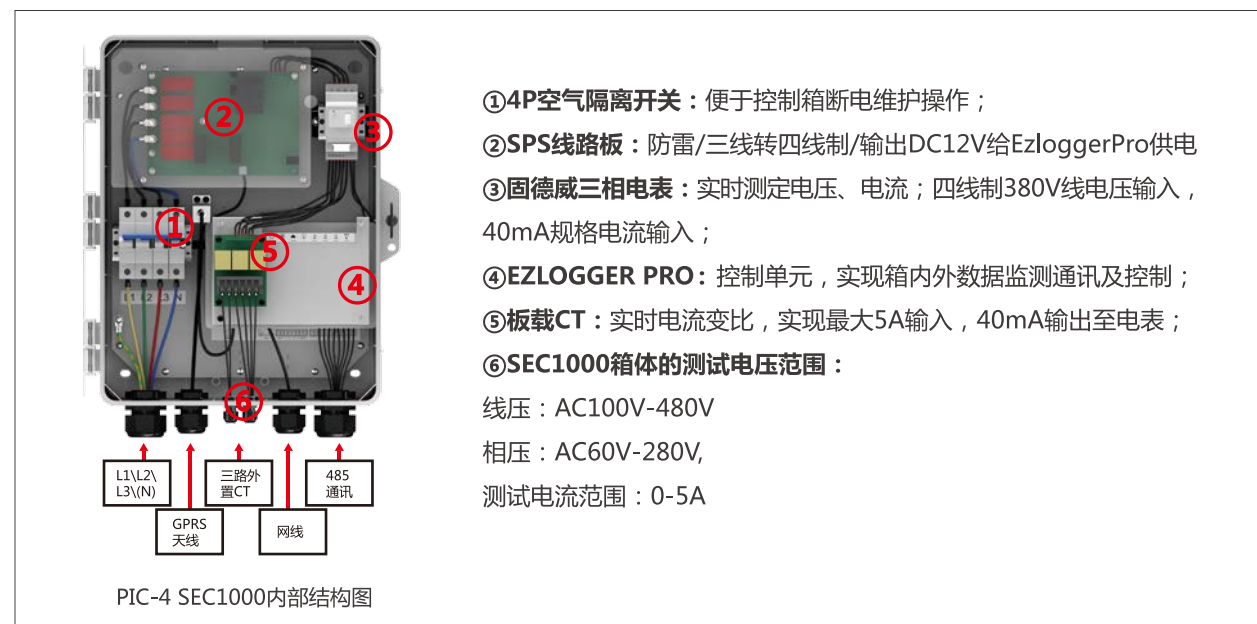 ①4P空气隔离开关：便于控制箱断电维护操作；
②SPS线路板：防雷/三线转四线制/输出DC12V给EzloggerPro供电
③固德威三相电表：实时测定电压、电流；四线制380V线电压输入，
40mA规格电流输入；
④EZLOGGER PRO：控制单元，实现箱内外数据监测通讯及控制；
⑤板载CT：实时电流变比，实现最大5A输入，40mA输出至电表；
⑥SEC1000箱体的测试电压范围：
线压：AC100V-480V
相压：AC60V-280V,
测试电流范围：0-5A
②
③
①
⑤
④
L1 L2 L3 N
⑥
L1\L2\
L3\(N)
三路外
置CT
485
通讯
GPRS
天线
网线
PIC-4 SEC1000内部结构图